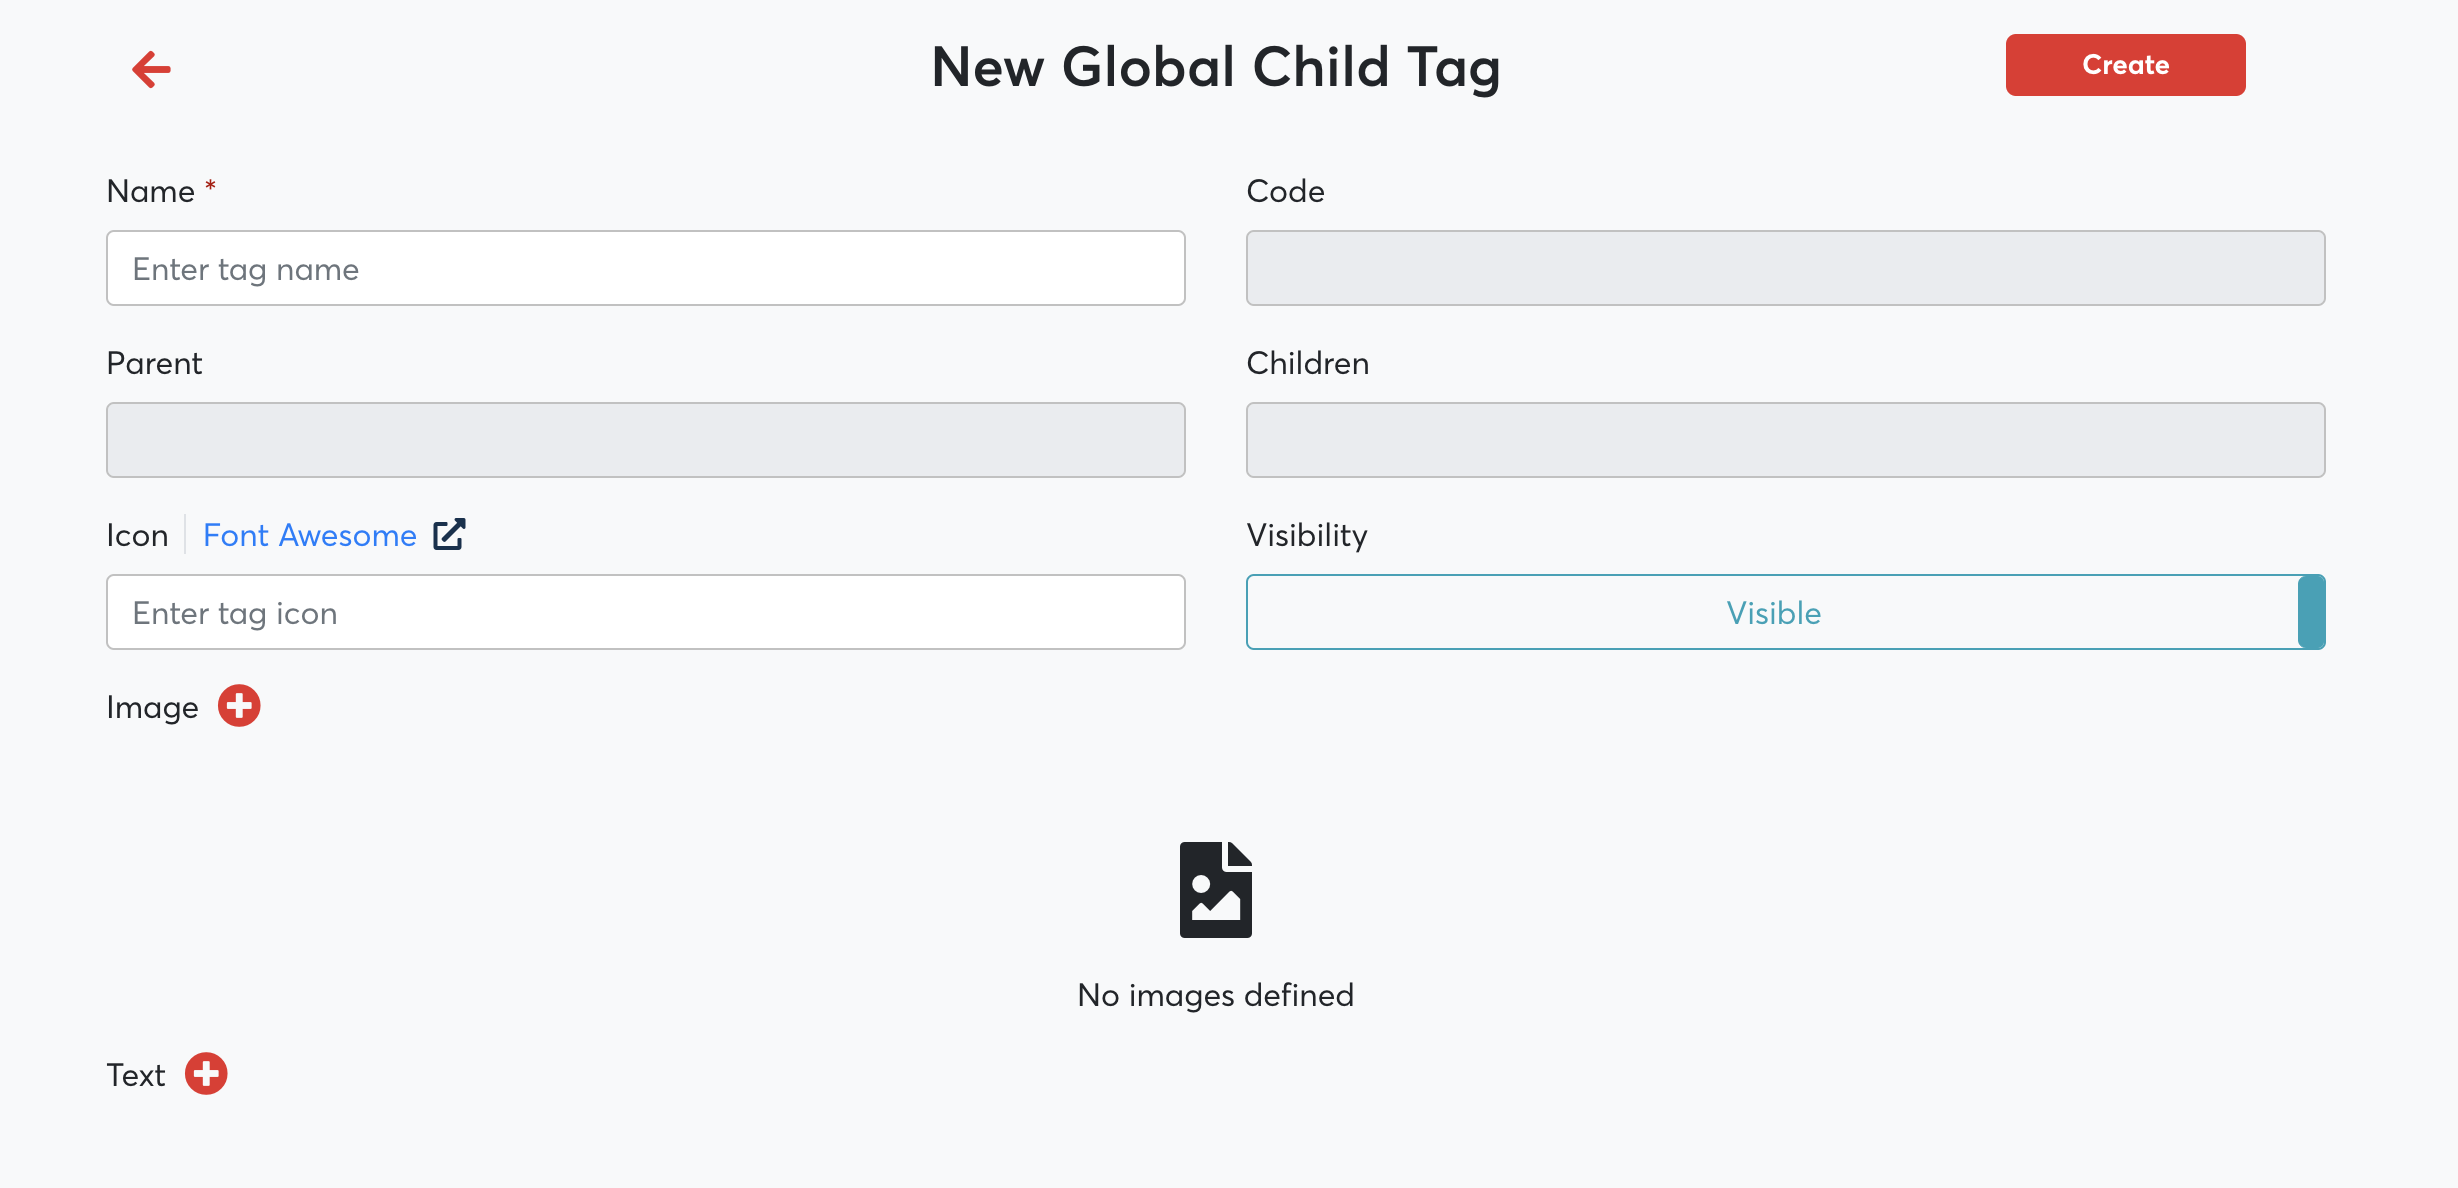 New Global Child Tag
Create
Name *
Code
Enter tag name
Parent
Children
Icon
Font Awesome
Visibility
Enter tag icon
Visible
Image
No images defined
Text